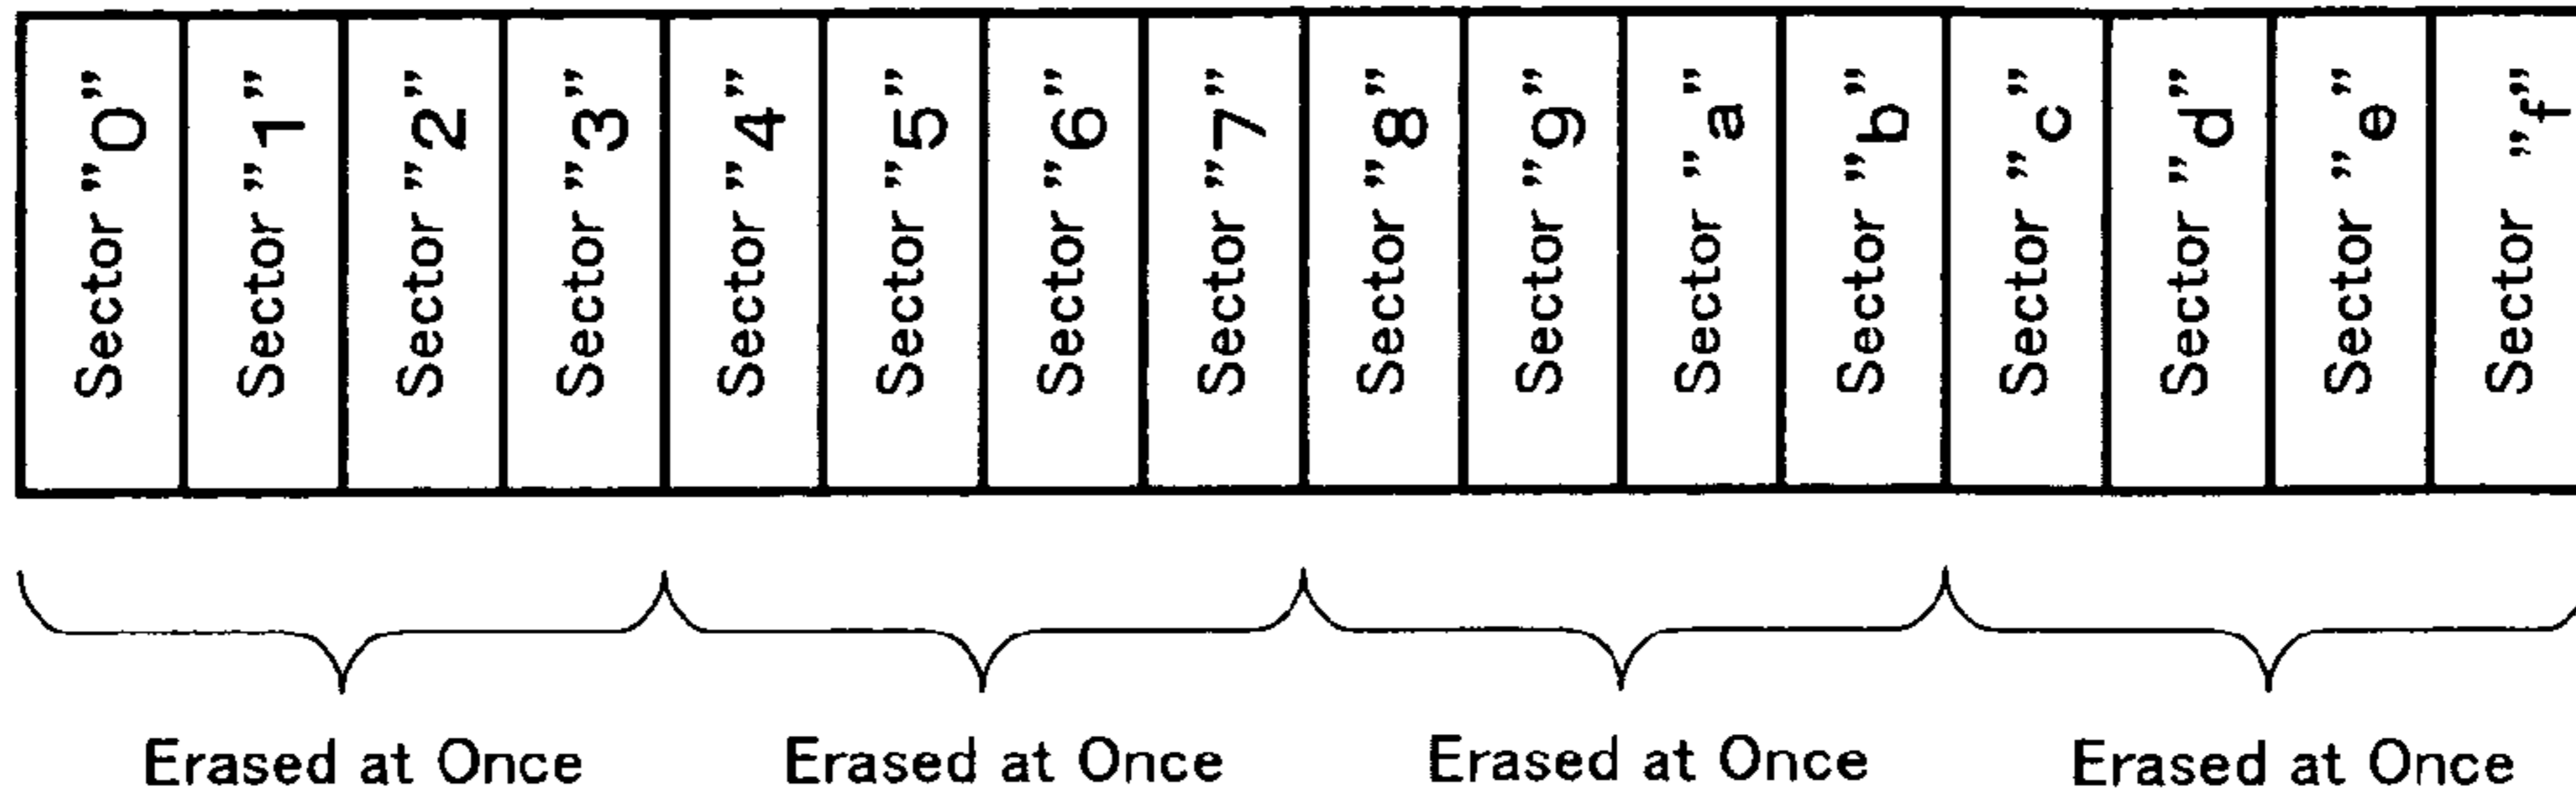 Sector "0"
Sector "1"
Sector "2"
Sector "3"
Sector "4"
Sector "5"
Sector "6"
Sector "7"
Sector "8"
Sector "9"
Sector "a"
Sector "b"
Sector "c"
Sector "d"
Sector "e"
Sector "f"
Erased at Once
Erased at Once
Erased at Once
Erased at Once